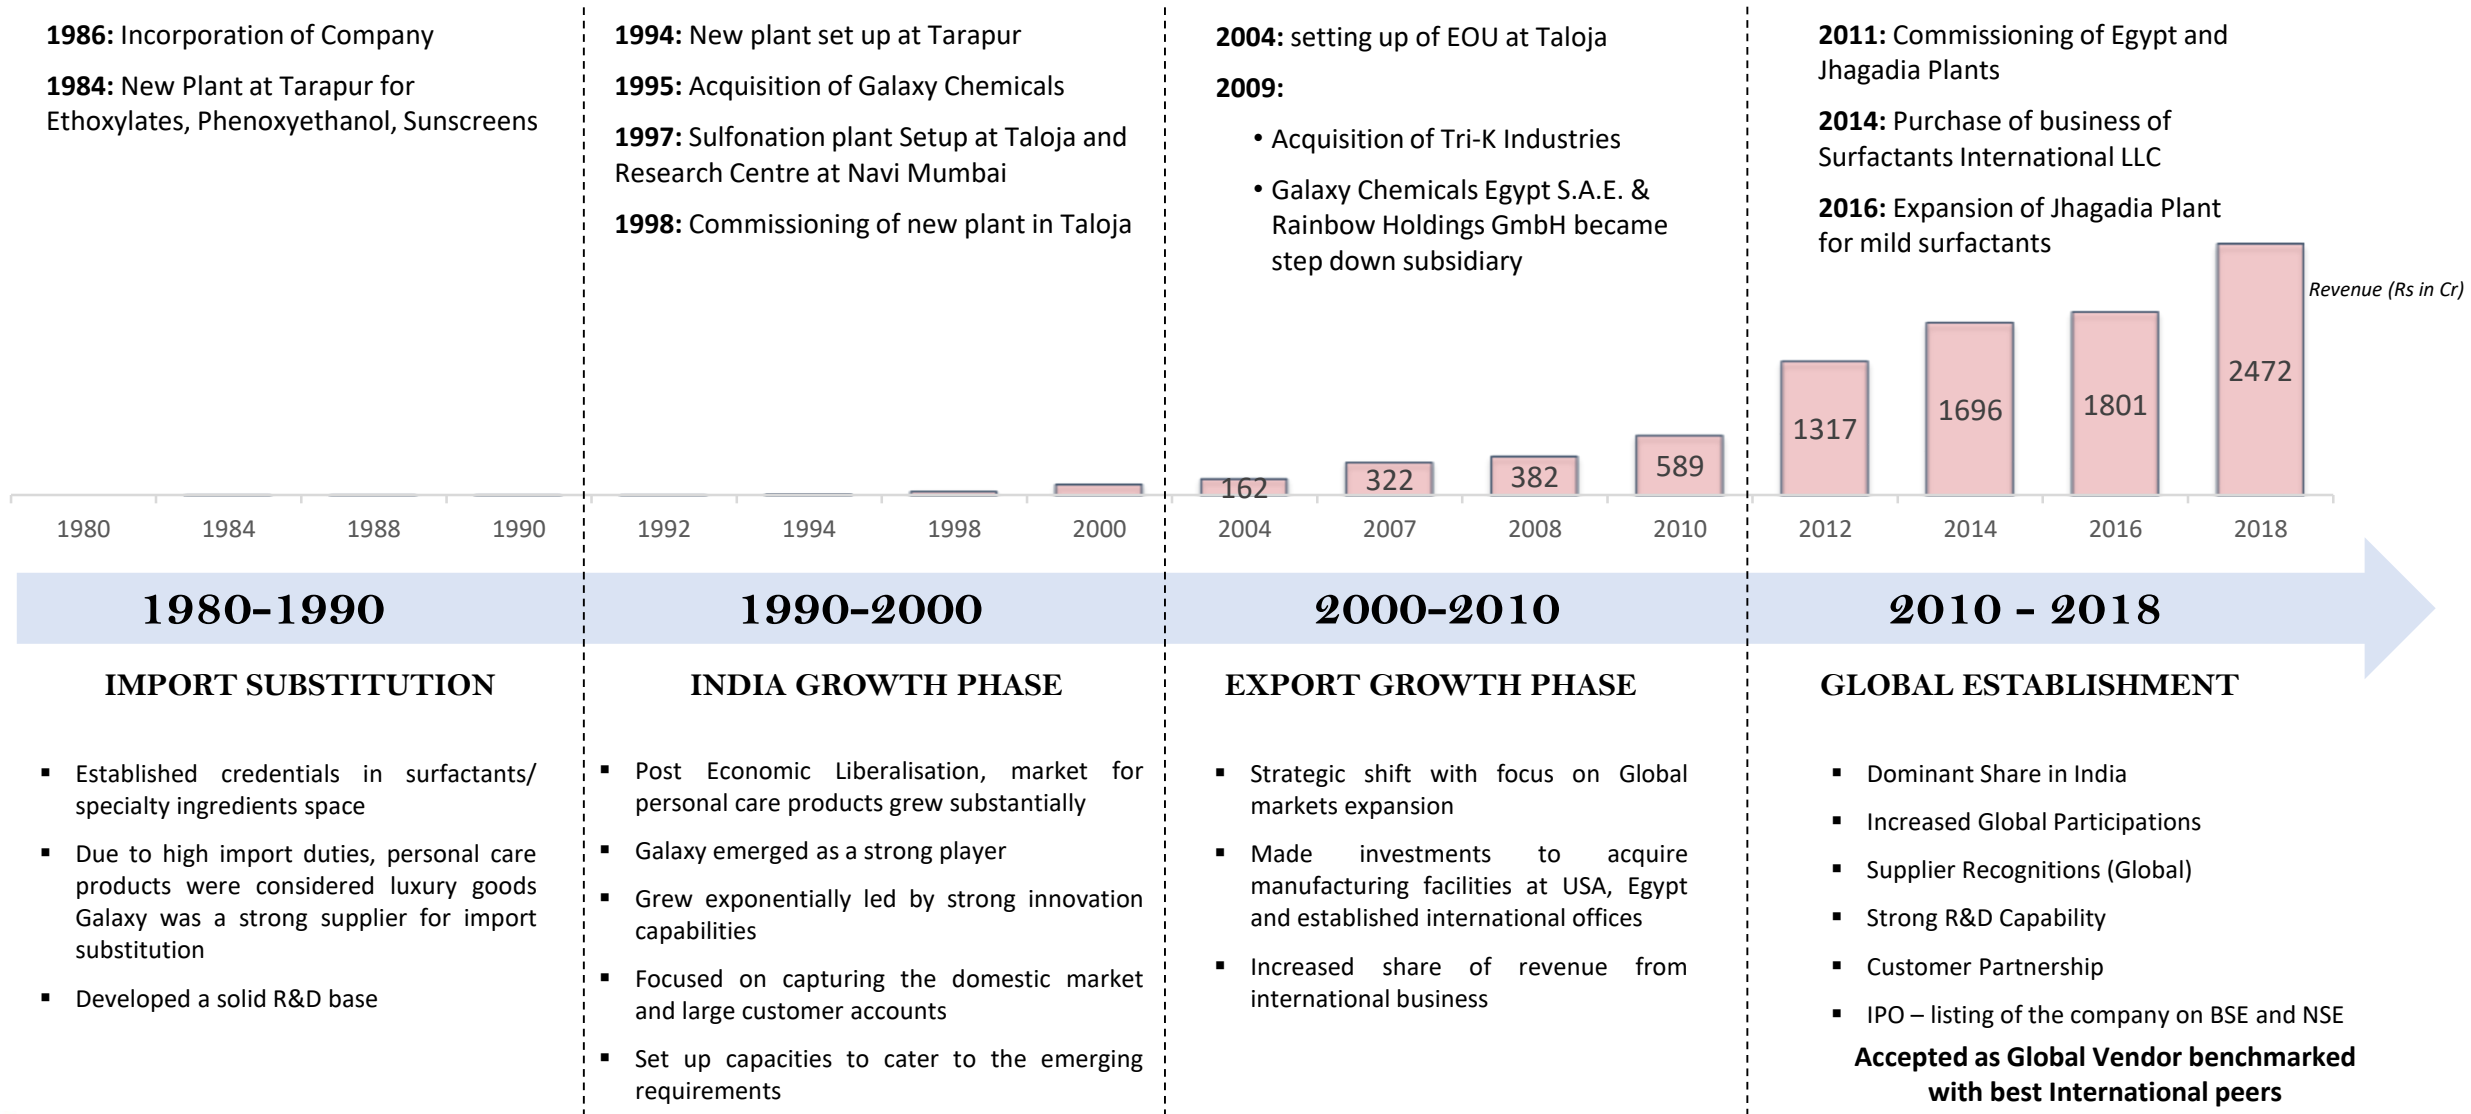 1986: Incorporation of Company
1984: New Plant at Tarapur for
Ethoxylates, Phenoxyethanol, Sunscreens
1994: New plant set up at Tarapur
1995: Acquisition of Galaxy Chemicals
1997: Sulfonation plant Setup at Taloja and
Research Centre at Navi Mumbai
1998: Commissioning of new plant in Taloja
2004: setting up of EOU at Taloja
2009:
• Acquisition of Tri-K Industries
• Galaxy Chemicals Egypt S.A.E. &
Rainbow Holdings GmbH became
step down subsidiary
2011: Commissioning of Egypt and
Jhagadia Plants
2014: Purchase of business of
Surfactants International LLC
2016: Expansion of Jhagadia Plant
for mild surfactants
Revenue (Rs in Cr)
162 322 382 589 1317 1696 1801 2472
1980 1984 1988 1990 1992 1994 1998 2000 2004 2007 2008 2010 2012 2014 2016 2018
1980-1990 1990-2000 2000-2010 2010 - 2018
IMPORT SUBSTITUTION
▪ Established credentials in surfactants/
specialty ingredients space
▪ Due to high import duties, personal care
products were considered luxury goods
Galaxy was a strong supplier for import
substitution
▪ Developed a solid R&D base
INDIA GROWTH PHASE
▪ Post Economic Liberalisation, market for
personal care products grew substantially
▪ Galaxy emerged as a strong player
▪ Grew exponentially led by strong innovation
capabilities
▪ Focused on capturing the domestic market
and large customer accounts
▪ Set up capacities to cater to the emerging
requirements
EXPORT GROWTH PHASE
▪ Strategic shift with focus on Global
markets expansion
▪ Made investments to acquire
manufacturing facilities at USA, Egypt
and established international offices
▪ Increased share of revenue from
international business
GLOBAL ESTABLISHMENT
▪ Dominant Share in India
▪ Increased Global Participations
▪ Supplier Recognitions (Global)
▪ Strong R&D Capability
▪ Customer Partnership
▪ IPO – listing of the company on BSE and NSE
Accepted as Global Vendor benchmarked
with best International peers